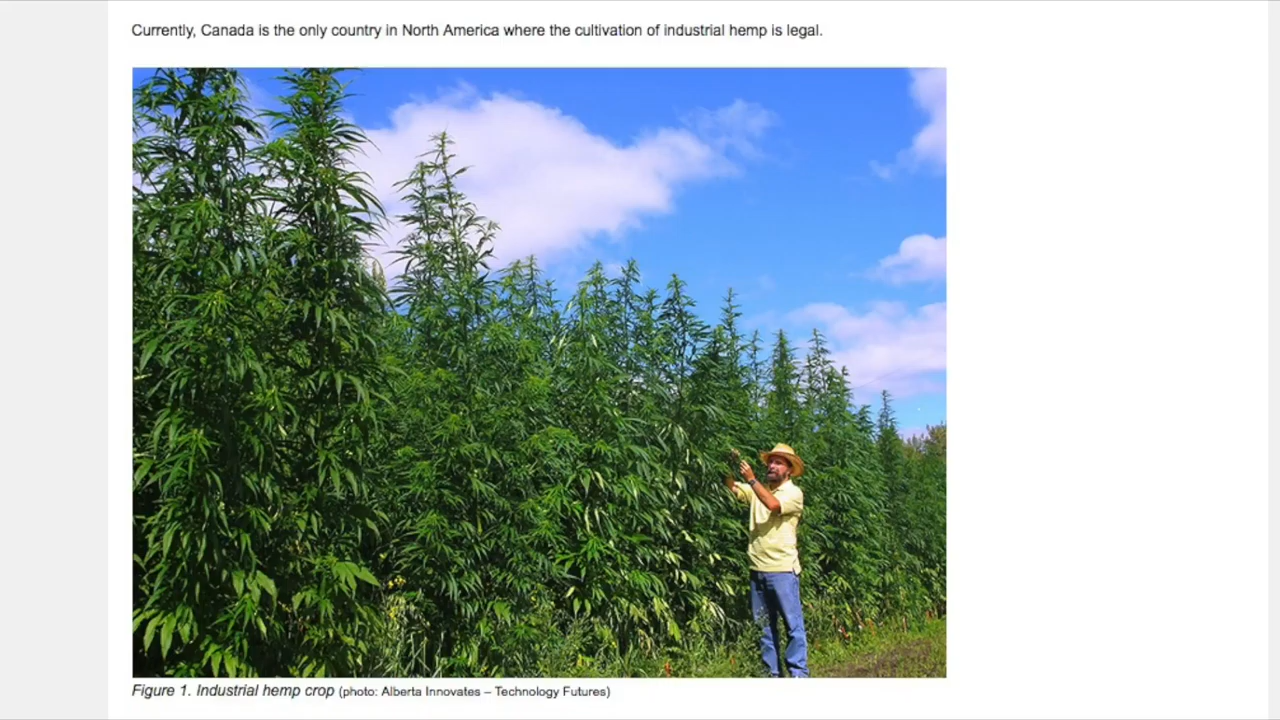 Currently, Canada is the only country in North America where the cultivation of industrial hemp is legal.
Figure 1. Industrial hemp crop (photo: Alberta Innovates – Technology Futures)